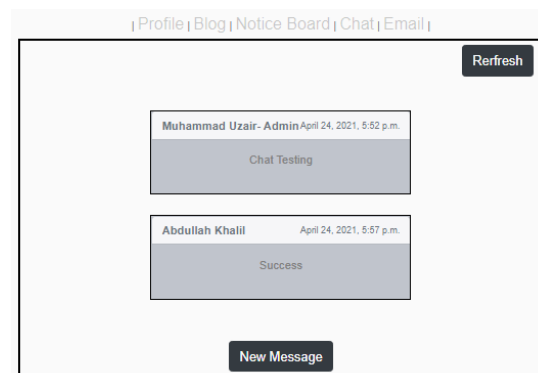 | Profile | Blog | Notice Board | Chat | Email |
Rerfresh
Muhammad Uzair- Admin April 24, 2021, 5:52 p.m.
Chat Testing
Abdullah Khalil April 24, 2021, 5:57 p.m.
Success
New Message